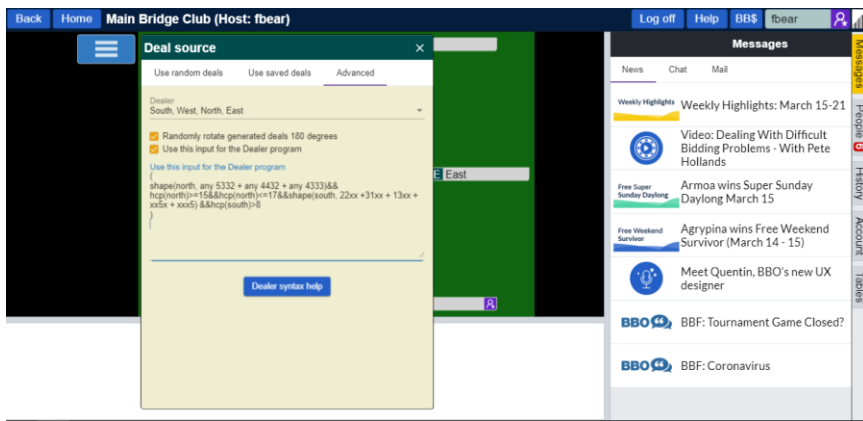 Back Home Main Bridge Club (Host: fbear) Log off Help BB$ fbear
Deal source ×
Use random deals Use saved deals Advanced
Dealer
South, West, North, East
Randomly rotate generated deals 180 degrees
Use this input for the Dealer program
Use this input for the Dealer program
(
shape(north, any 5332 + any 4432 + any 4333)&&
hcp(north)>=15&&hcp(north)<=17&&shape(south, 22xx +31xx + 13xx +
xx5x + xxx5) &&hcp(south)>8
)
Dealer syntax help
E East
Messages
News Chat Mail
Weekly Highlights
Weekly Highlights: March 15-21
Video: Dealing With Difficult
Bidding Problems - With Pete
Hollands
Free Super
Sunday Daylong
Armoa wins Super Sunday
Daylong March 15
Free Weekend
Survivor
Agrypina wins Free Weekend
Survivor (March 14 - 15)
Meet Quentin, BBO's new UX
designer
BBO BBF: Tournament Game Closed?
BBO BBF: Coronavirus
Messages
People 6
History
Account
Tables